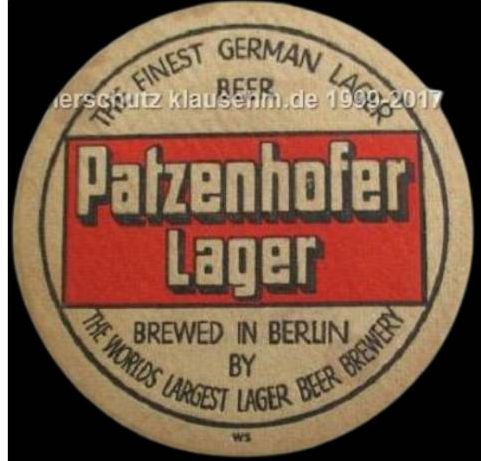 THE FINEST GERMAN LAGER
BEER
klausehm.de 1999-2017
Patzenhofer
Lager
BREWED IN BERLIN
BY
THE WORLDS LARGEST LAGER BEER BREWERY
WS